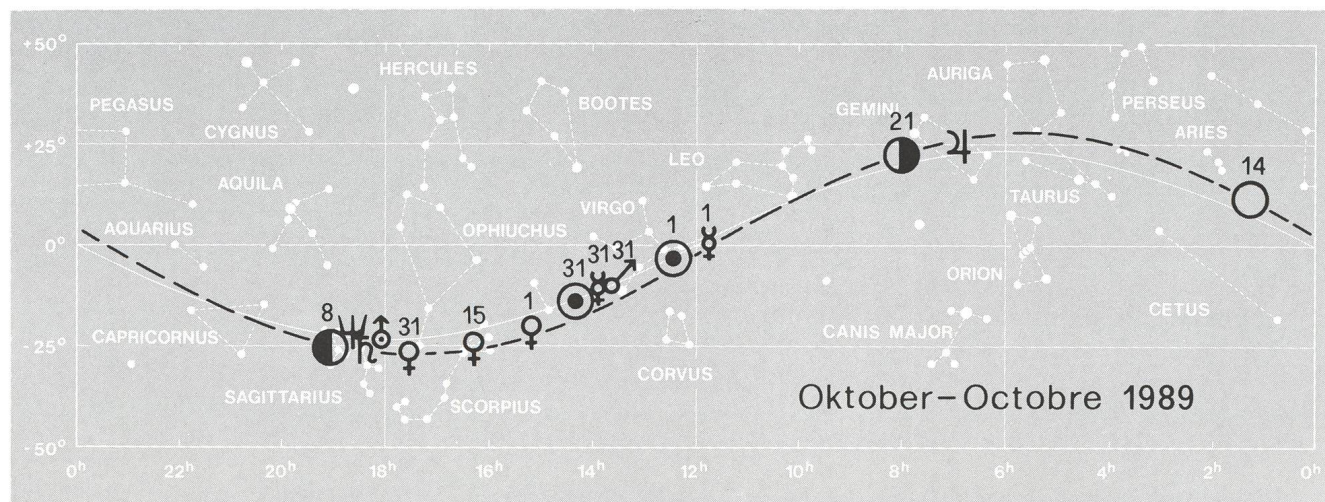 +50°
HERCULES
AURIGA
PEGASUS
BOOTES
GEMINI
PERSEUS
CYGNUS
21
ARIES
+25°
LEO
14
AQUILA
TAURUS
VIRGO
1
1
AQUARIUS
OPHIUCHUS
0°
31
31
31
ORION
8
31
15
1
CETUS
CAPRICORNUS
CANIS MAJOR
-25°
CORVUS
SAGITTARIUS
SCORPIUS
Oktober–Octobre 1989
-50°
0h 22h 20h 18h 16h 14h 12h 10h 8h 6h 4h 2h 0h